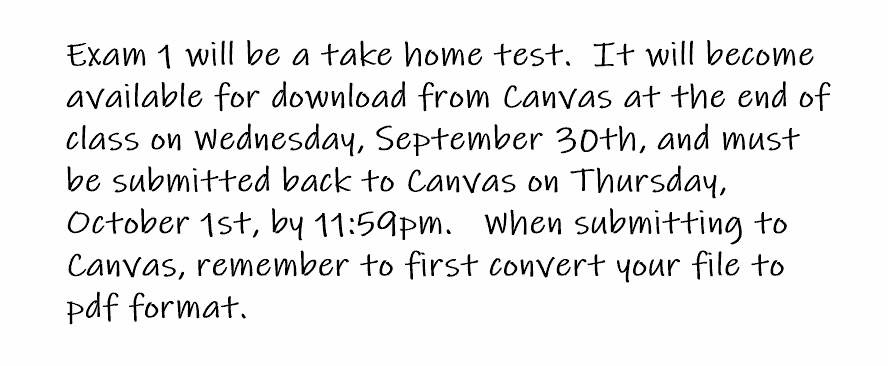 Exam 1 will be a take home test.  It will become
available for download from Canvas at the end of
class on Wednesday, September 30th, and must
be submitted back to Canvas on Thursday,
October 1st, by 11:59pm.   When submitting to
Canvas, remember to first convert your file to
pdf format.